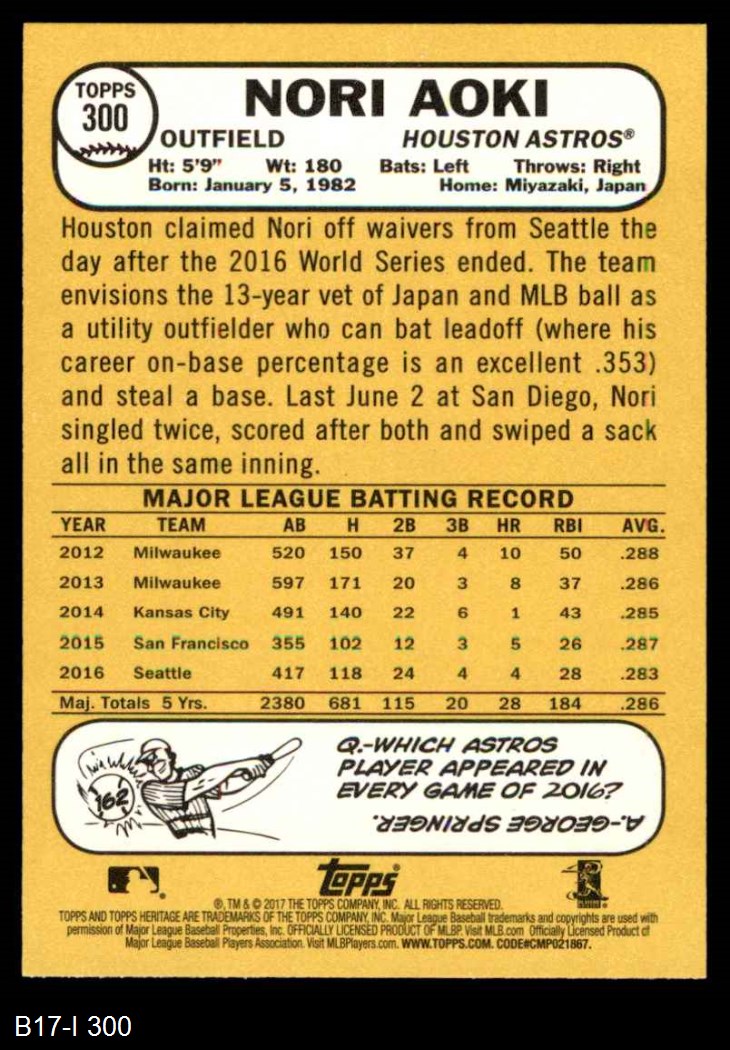 TOPPS
300
NORI AOKI
OUTFIELD HOUSTON ASTROS®
Ht: 5'9" Wt: 180 Bats: Left Throws: Right
Born: January 5, 1982 Home: Miyazaki, Japan
Houston claimed Nori off waivers from Seattle the
day after the 2016 World Series ended. The team
envisions the 13-year vet of Japan and MLB ball as
a utility outfielder who can bat leadoff (where his
career on-base percentage is an excellent .353)
and steal a base. Last June 2 at San Diego, Nori
singled twice, scored after both and swiped a sack
all in the same inning.
MAJOR LEAGUE BATTING RECORD
YEAR TEAM AB H 2B 3B HR RBI AVG.
2012 Milwaukee 520 150 37 4 10 50 .288
2013 Milwaukee 597 171 20 3 8 37 .286
2014 Kansas City 491 140 22 6 1 43 .285
2015 San Francisco 355 102 12 3 5 26 .287
2016 Seattle 417 118 24 4 4 28 .283
Maj. Totals 5 Yrs. 2380 681 115 20 28 184 .286
162
Q.-WHICH ASTROS
PLAYER APPEARED IN
EVERY GAME OF 2016?
A.-GEORGE SPRINGER.
topps®
®, TM & © 2017 THE TOPPS COMPANY, INC. ALL RIGHTS RESERVED.
TOPPS AND TOPPS HERITAGE ARE TRADEMARKS OF THE TOPPS COMPANY, INC. Major League Baseball trademarks and copyrights are used with
permission of Major League Baseball Properties, Inc. OFFICIALLY LICENSED PRODUCT OF MLBP. Visit MLB.com Officially Licensed Product of
Major League Baseball Players Association. Visit MLBPlayers.com. WWW.TOPPS.COM. CODE#CMP021867.
B17-I 300